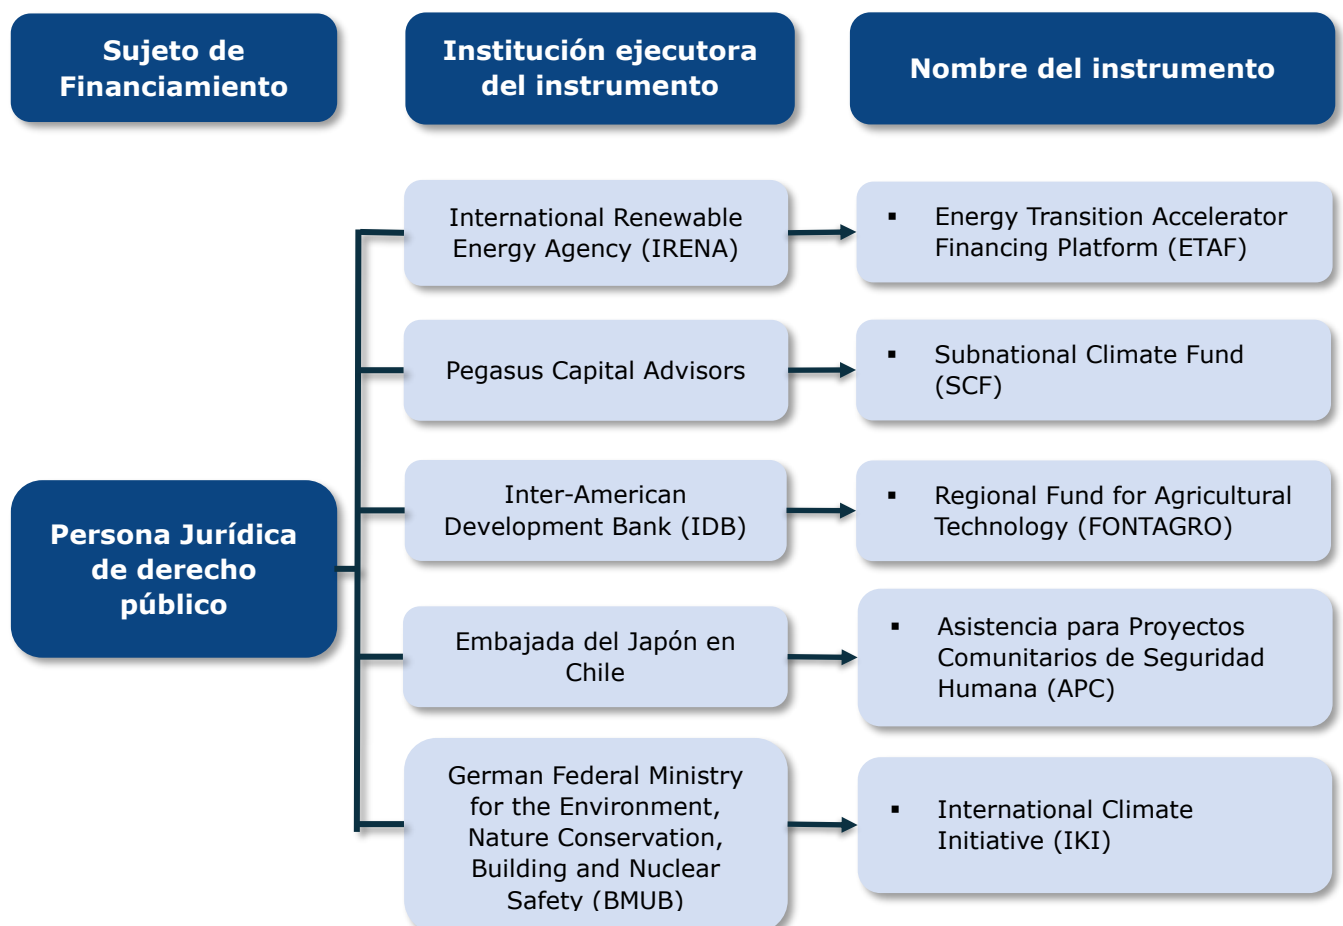 Sujeto de
Financiamiento
Institución ejecutora
del instrumento
Nombre del instrumento
Persona Jurídica
de derecho
público
International Renewable
Energy Agency (IRENA)
▪ Energy Transition Accelerator
Financing Platform (ETAF)
Pegasus Capital Advisors
▪ Subnational Climate Fund
(SCF)
Inter-American
Development Bank (IDB)
▪ Regional Fund for Agricultural
Technology (FONTAGRO)
Embajada del Japón en
Chile
▪ Asistencia para Proyectos
Comunitarios de Seguridad
Humana (APC)
German Federal Ministry
for the Environment,
Nature Conservation,
Building and Nuclear
Safety (BMUB)
▪ International Climate
Initiative (IKI)